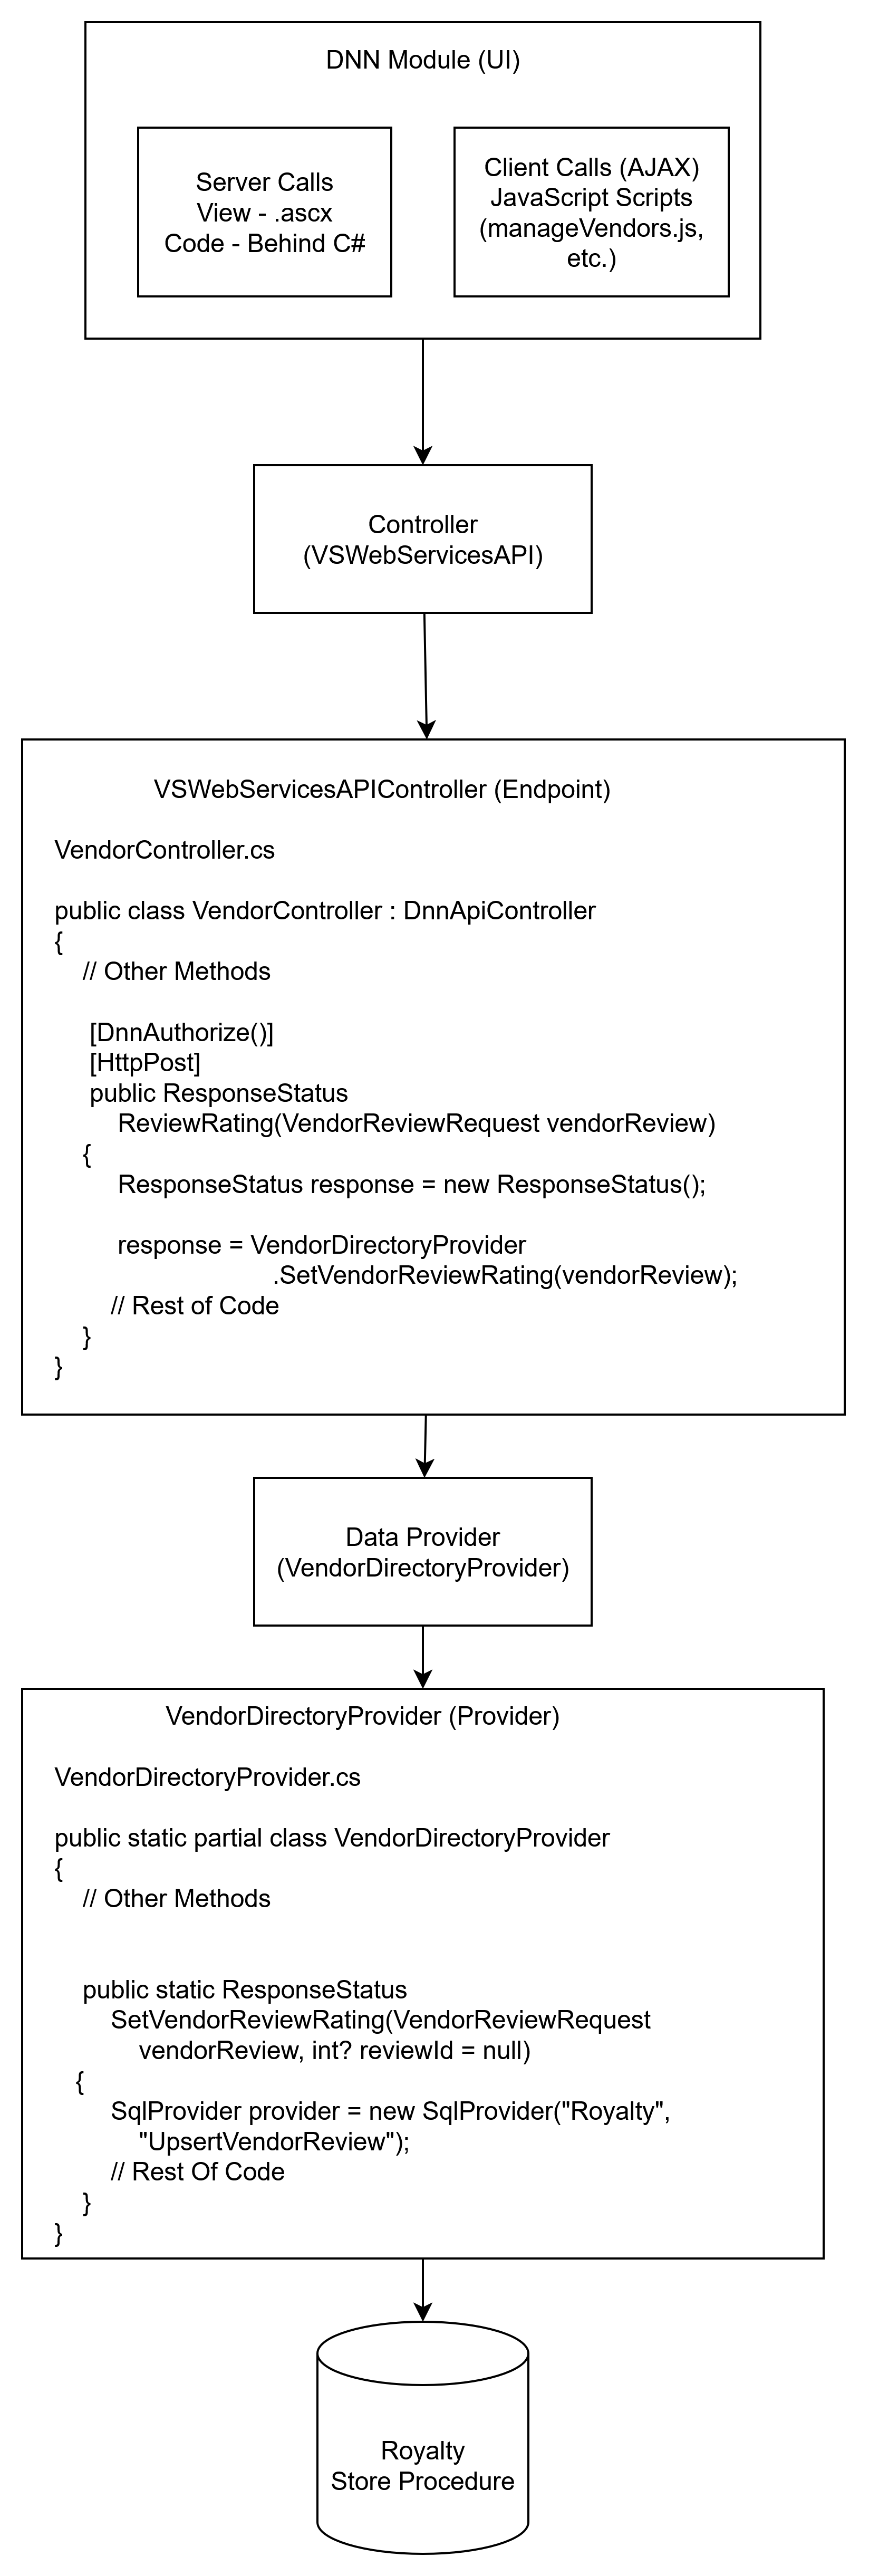 DNN Module (UI)
Server Calls
View - .ascx
Code - Behind C#
Client Calls (AJAX)
JavaScript Scripts
(manageVendors.js,
etc.)
Controller
(VSWebServicesAPI)
VSWebServicesAPIController (Endpoint)
VendorController.cs
public class VendorController : DnnApiController
{
// Other Methods
[DnnAuthorize()]
[HttpPost]
public ResponseStatus
ReviewRating(VendorReviewRequest vendorReview)
{
ResponseStatus response = new ResponseStatus();
response = VendorDirectoryProvider
.SetVendorReviewRating(vendorReview);
// Rest of Code
}
}
Data Provider
(VendorDirectoryProvider)
VendorDirectoryProvider (Provider)
VendorDirectoryProvider.cs
public static partial class VendorDirectoryProvider
{
// Other Methods
public static ResponseStatus
SetVendorReviewRating(VendorReviewRequest
vendorReview, int? reviewId = null)
{
SqlProvider provider = new SqlProvider("Royalty",
"UpsertVendorReview");
// Rest Of Code
}
}
Royalty
Store Procedure